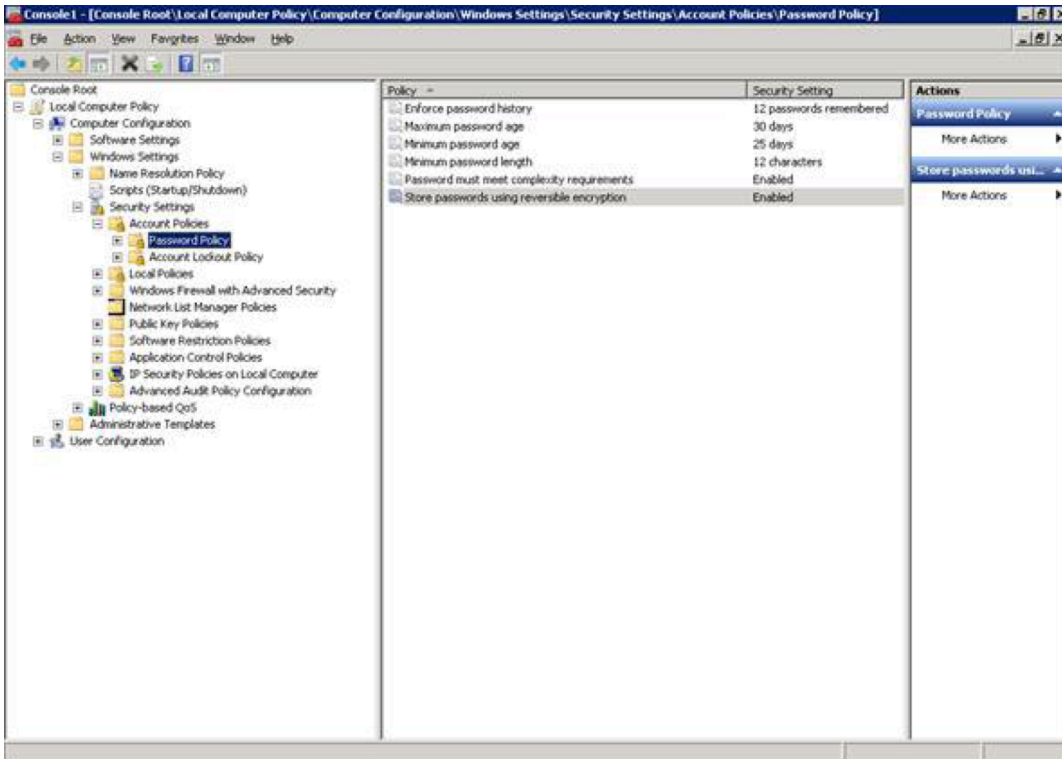 Console1 - [Console Root\Local Computer Policy\Computer Configuration\Windows Settings\Security Settings\Account Policies\Password Policy]
File Action View Favorites Window Help
Console Root
Local Computer Policy
Computer Configuration
Software Settings
Windows Settings
Name Resolution Policy
Scripts (Startup/Shutdown)
Security Settings
Account Policies
Password Policy
Account Lockout Policy
Local Policies
Windows Firewall with Advanced Security
Network List Manager Policies
Public Key Policies
Software Restriction Policies
Application Control Policies
IP Security Policies on Local Computer
Advanced Audit Policy Configuration
Policy-based QoS
Administrative Templates
User Configuration
Policy Security Setting
Enforce password history 12 passwords remembered
Maximum password age 30 days
Minimum password age 25 days
Minimum password length 12 characters
Password must meet complexity requirements Enabled
Store passwords using reversible encryption Enabled
Actions
Password Policy
More Actions
Store passwords usi...
More Actions